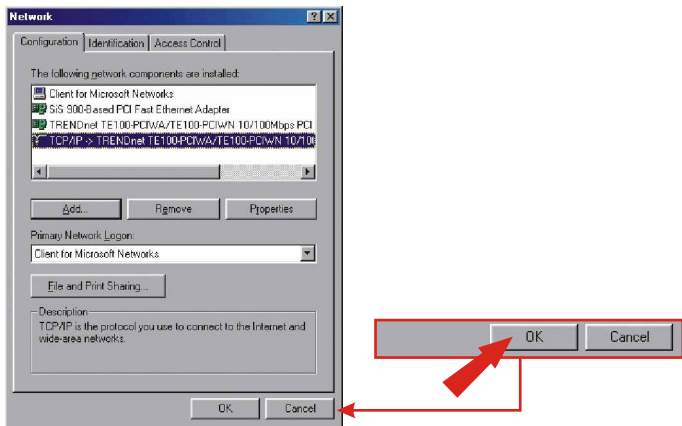 Network
Configuration Identification Access Control
The following network components are installed:
Client for Microsoft Networks
SiS 900-Based PCI Fast Ethernet Adapter
TRENDnet TE100-PCIWA/TE100-PCIWN 10/100Mbps PCI
TCP/IP -> TRENDnet TE100-PCIWA/TE100-PCIWN 10/100
Add... Remove Properties
Primary Network Logon:
Client for Microsoft Networks
File and Print Sharing...
Description
TCP/IP is the protocol you use to connect to the Internet and
wide-area networks.
OK Cancel
OK Cancel